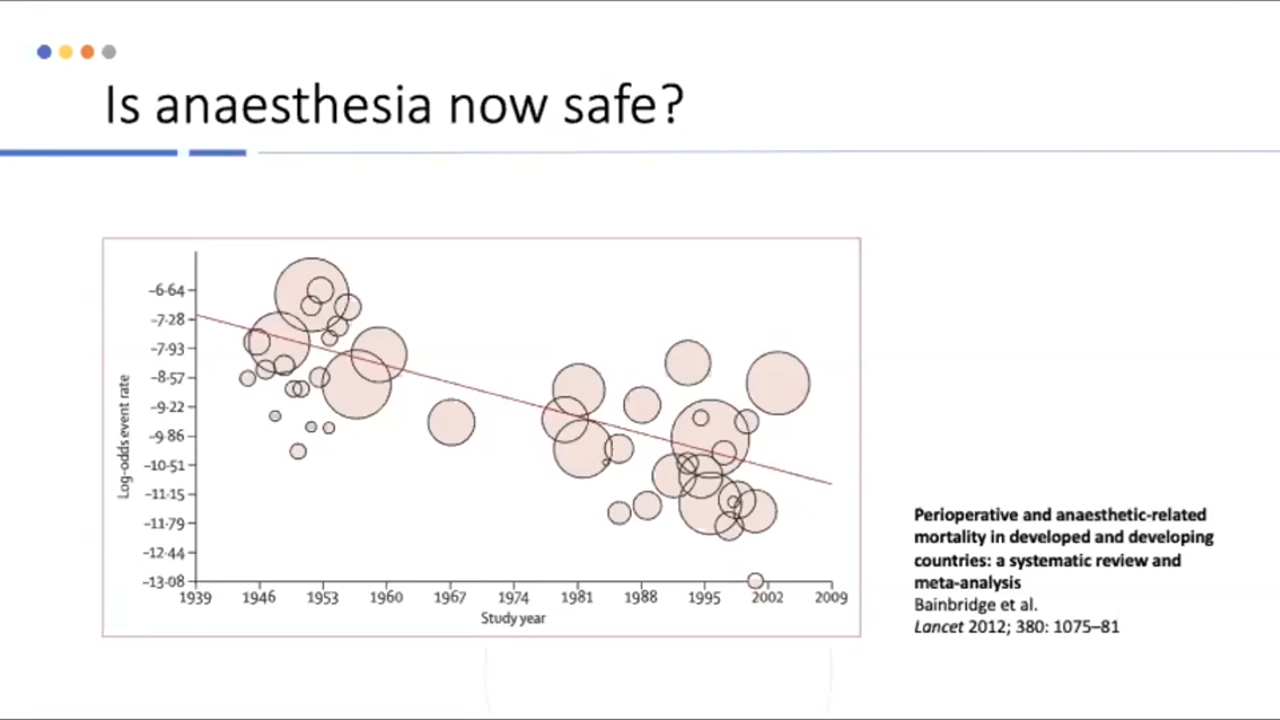 Is anaesthesia now safe?
Log-odds event rate
–6·64
–7·28
–7·93
–8·57
–9·22
–9·86
–10·51
–11·15
–11·79
–12·44
–13·08
1939 1946 1953 1960 1967 1974 1981 1988 1995 2002 2009
Study year
Perioperative and anaesthetic-related
mortality in developed and developing
countries: a systematic review and
meta-analysis
Bainbridge et al.
Lancet 2012; 380: 1075–81